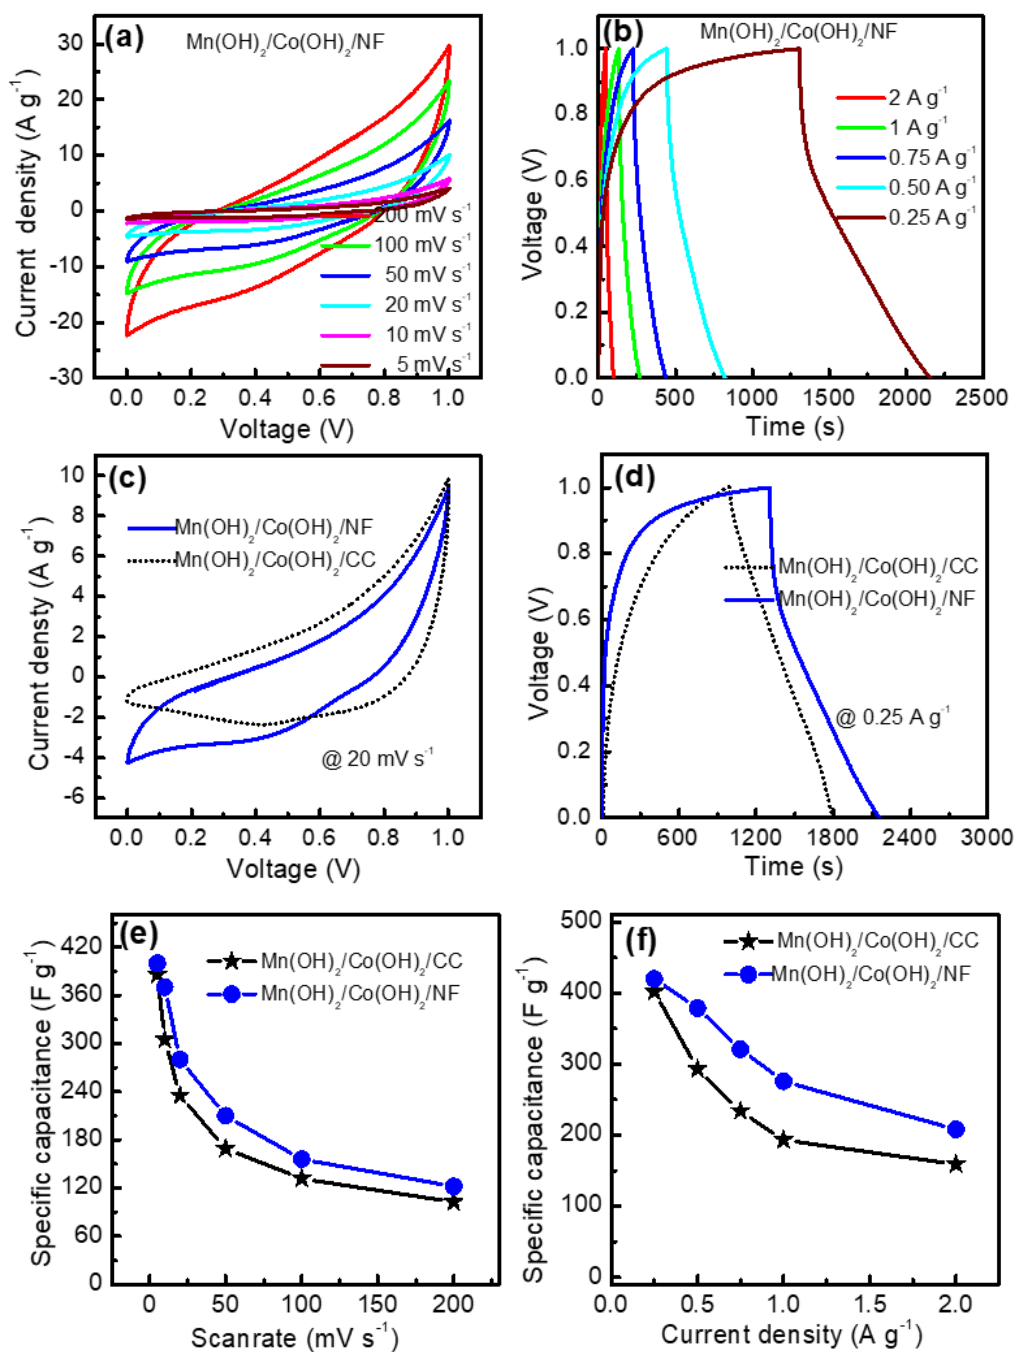 (a)
Mn(OH)₂/Co(OH)₂/NF
Current density (A g⁻¹)
30
20
10
0
-10
-20
-30
200 mV s⁻¹
100 mV s⁻¹
50 mV s⁻¹
20 mV s⁻¹
10 mV s⁻¹
5 mV s⁻¹
0.0 0.2 0.4 0.6 0.8 1.0
Voltage (V)
(b)
Mn(OH)₂/Co(OH)₂/NF
Voltage (V)
1.0
0.8
0.6
0.4
0.2
0.0
2 A g⁻¹
1 A g⁻¹
0.75 A g⁻¹
0.50 A g⁻¹
0.25 A g⁻¹
0 500 1000 1500 2000 2500
Time (s)
(c)
Current density (A g⁻¹)
10
8
6
4
2
0
-2
-4
-6
Mn(OH)₂/Co(OH)₂/NF
Mn(OH)₂/Co(OH)₂/CC
@ 20 mV s⁻¹
0.0 0.2 0.4 0.6 0.8 1.0
Voltage (V)
(d)
Voltage (V)
1.0
0.8
0.6
0.4
0.2
0.0
Mn(OH)₂/Co(OH)₂/CC
Mn(OH)₂/Co(OH)₂/NF
@ 0.25 A g⁻¹
0 600 1200 1800 2400 3000
Time (s)
(e)
Specific capacitance (F g⁻¹)
420
360
300
240
180
120
60
0
Mn(OH)₂/Co(OH)₂/CC
Mn(OH)₂/Co(OH)₂/NF
0 50 100 150 200
Scanrate (mV s⁻¹)
(f)
Specific capacitance (F g⁻¹)
500
400
300
200
100
0
Mn(OH)₂/Co(OH)₂/CC
Mn(OH)₂/Co(OH)₂/NF
0.0 0.5 1.0 1.5 2.0
Current density (A g⁻¹)